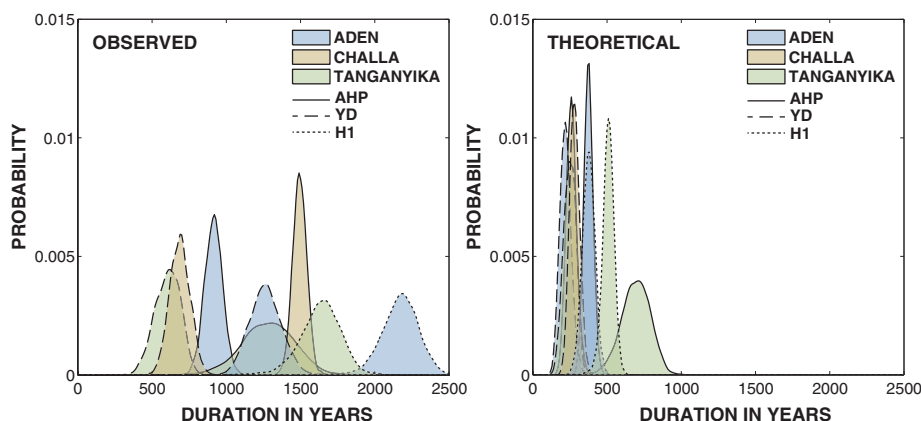 0.015
0.01
0.005
0
PROBABILITY
OBSERVED
ADEN
CHALLA
TANGANYIKA
AHP
YD
H1
0 500 1000 1500 2000 2500
DURATION IN YEARS
0.015
0.01
0.005
0
PROBABILITY
THEORETICAL
ADEN
CHALLA
TANGANYIKA
AHP
YD
H1
0 500 1000 1500 2000 2500
DURATION IN YEARS